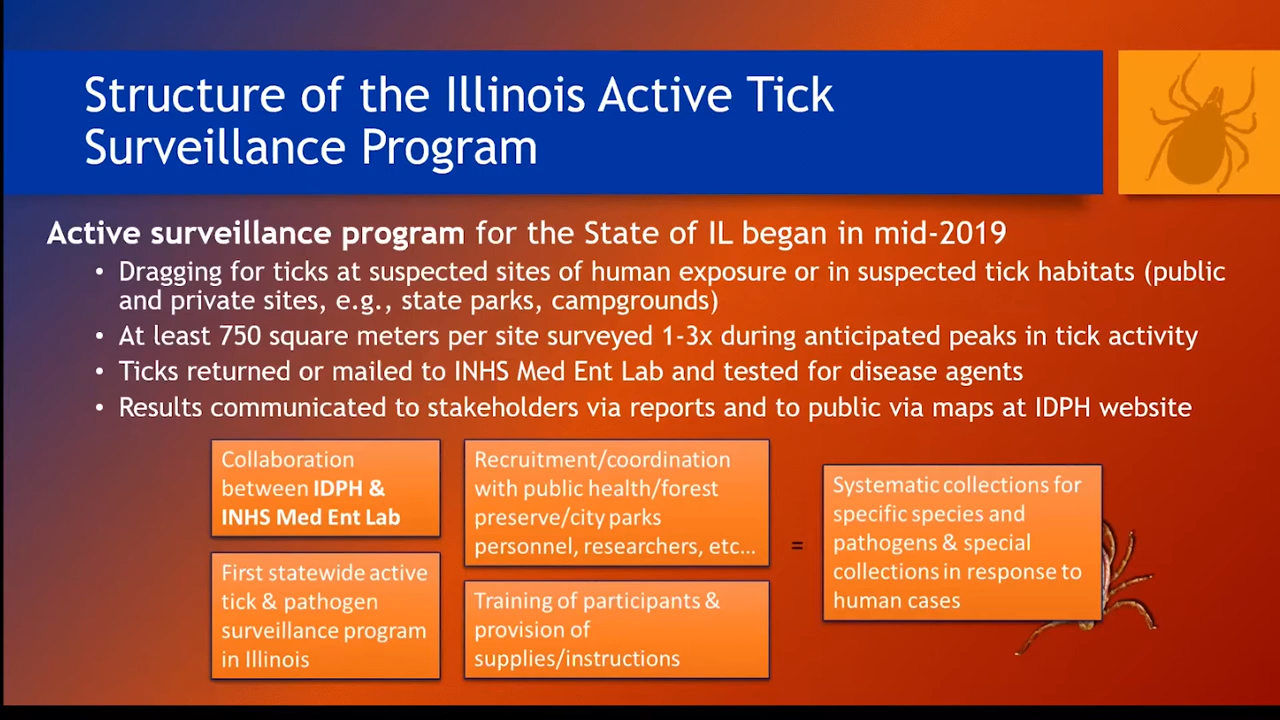 Structure of the Illinois Active Tick
Surveillance Program
Active surveillance program for the State of IL began in mid-2019
• Dragging for ticks at suspected sites of human exposure or in suspected tick habitats (public
and private sites, e.g., state parks, campgrounds)
• At least 750 square meters per site surveyed 1-3x during anticipated peaks in tick activity
• Ticks returned or mailed to INHS Med Ent Lab and tested for disease agents
• Results communicated to stakeholders via reports and to public via maps at IDPH website
Collaboration
between IDPH &
INHS Med Ent Lab
First statewide active
tick & pathogen
surveillance program
in Illinois
Recruitment/coordination
with public health/forest
preserve/city parks
personnel, researchers, etc…
Training of participants &
provision of
supplies/instructions
=
Systematic collections for
specific species and
pathogens & special
collections in response to
human cases